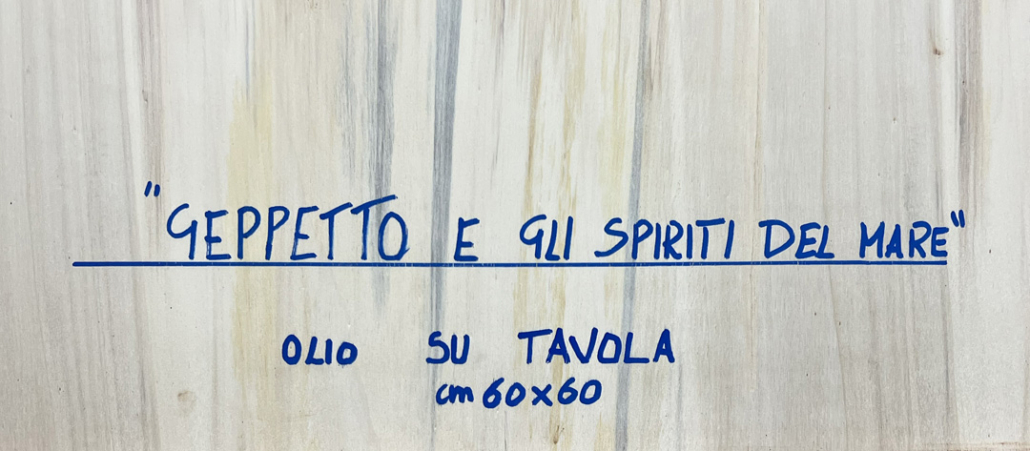 "GEPPETTO E GLI SPIRITI DEL MARE"
OLIO SU TAVOLA
cm 60x60